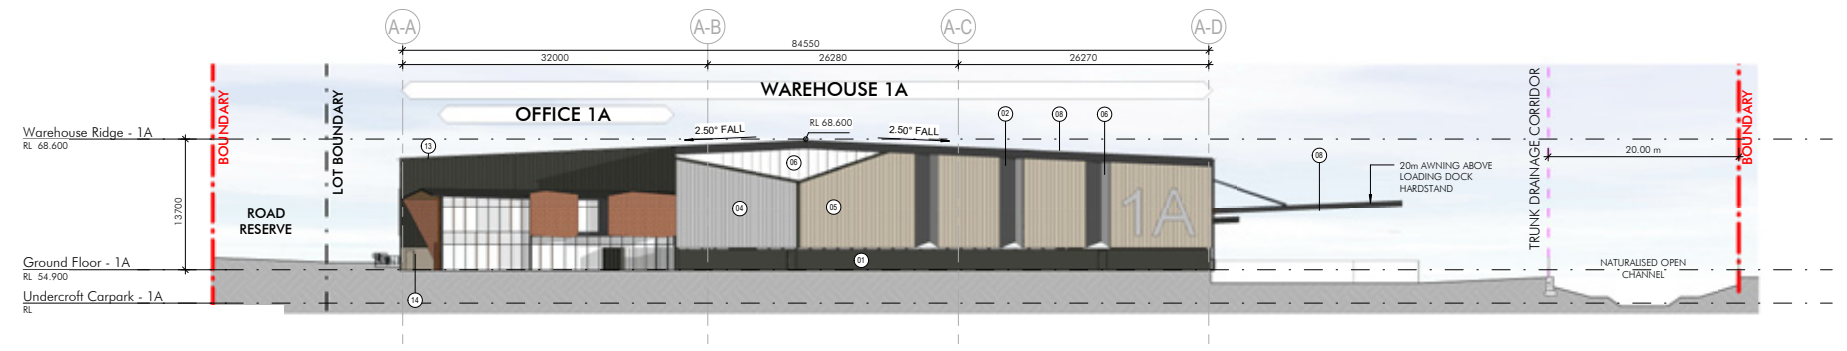 A-A
A-B
A-C
A-D
84550
32000
26280
26270
WAREHOUSE 1A
OFFICE 1A
BOUNDARY
LOT BOUNDARY
TRUNK DRAINAGE CORRIDOR
BOUNDARY
Warehouse Ridge - 1A
RL 68.600
2.50° FALL
RL 68.600
2.50° FALL
02
08
06
13
06
08
20m AWNING ABOVE
LOADING DOCK
HARDSTAND
20.00 m
13700
ROAD
RESERVE
04
05
1A
Ground Floor - 1A
RL 54.900
01
NATURALISED OPEN
CHANNEL
Undercroft Carpark - 1A
RL
14